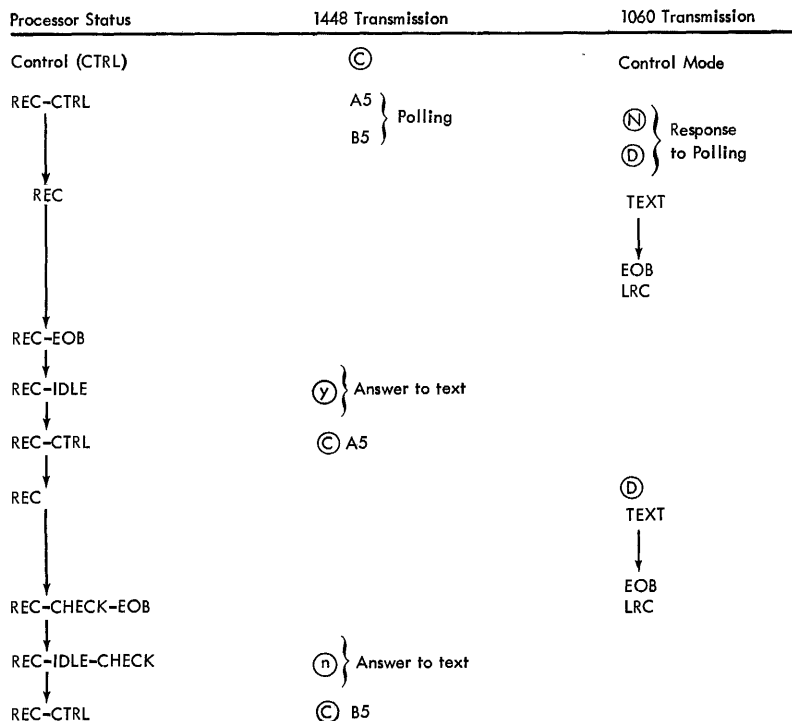 Processor Status 1448 Transmission 1060 Transmission
Control (CTRL) Ⓒ Control Mode
REC-CTRL A5
Polling
B5
Ⓝ Response
Ⓓ to Polling
REC TEXT
EOB
LRC
REC-EOB
REC-IDLE ⓨ Answer to text
REC-CTRL Ⓒ A5
REC Ⓓ
TEXT
EOB
REC-CHECK-EOB LRC
REC-IDLE-CHECK ⓝ Answer to text
REC-CTRL Ⓒ B5